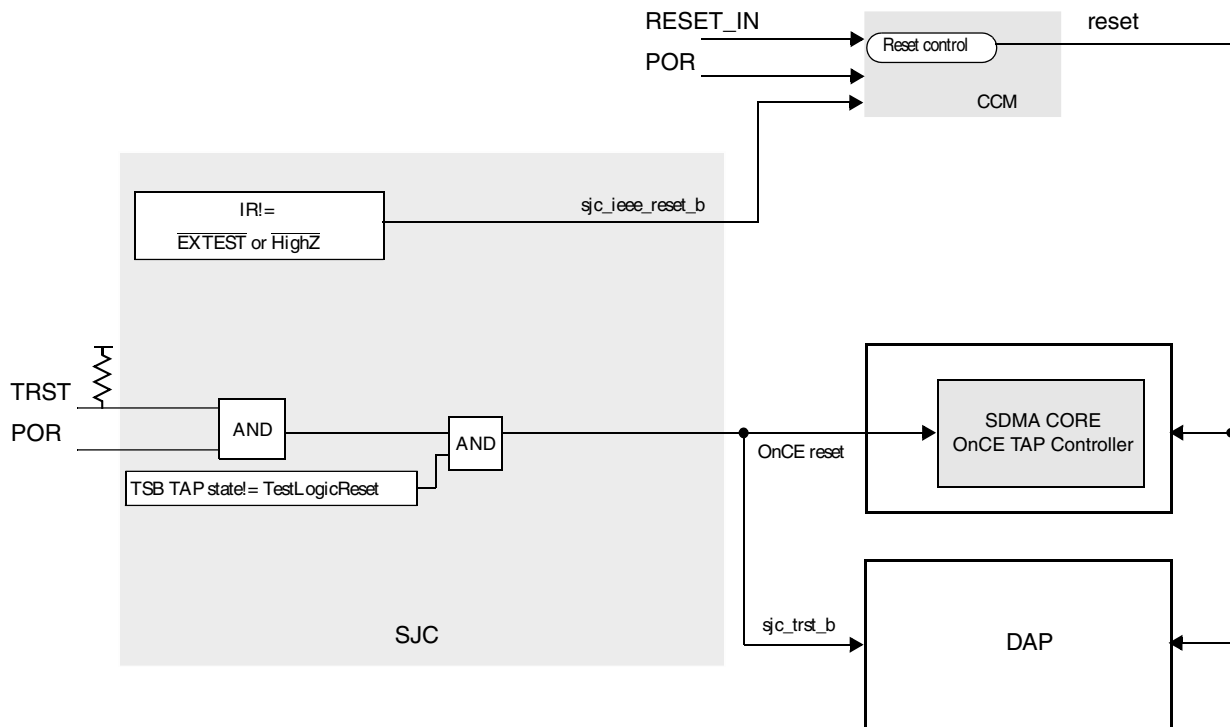 RESET_IN
reset
Reset control
POR
CCM
IR!=
sjc_ieee_reset_b
EXTEST or HighZ
TRST
POR
AND
AND
SDMA CORE
OnCE TAP Controller
OnCE reset
TSB TAP state!= TestLogicReset
sjc_trst_b
SJC
DAP